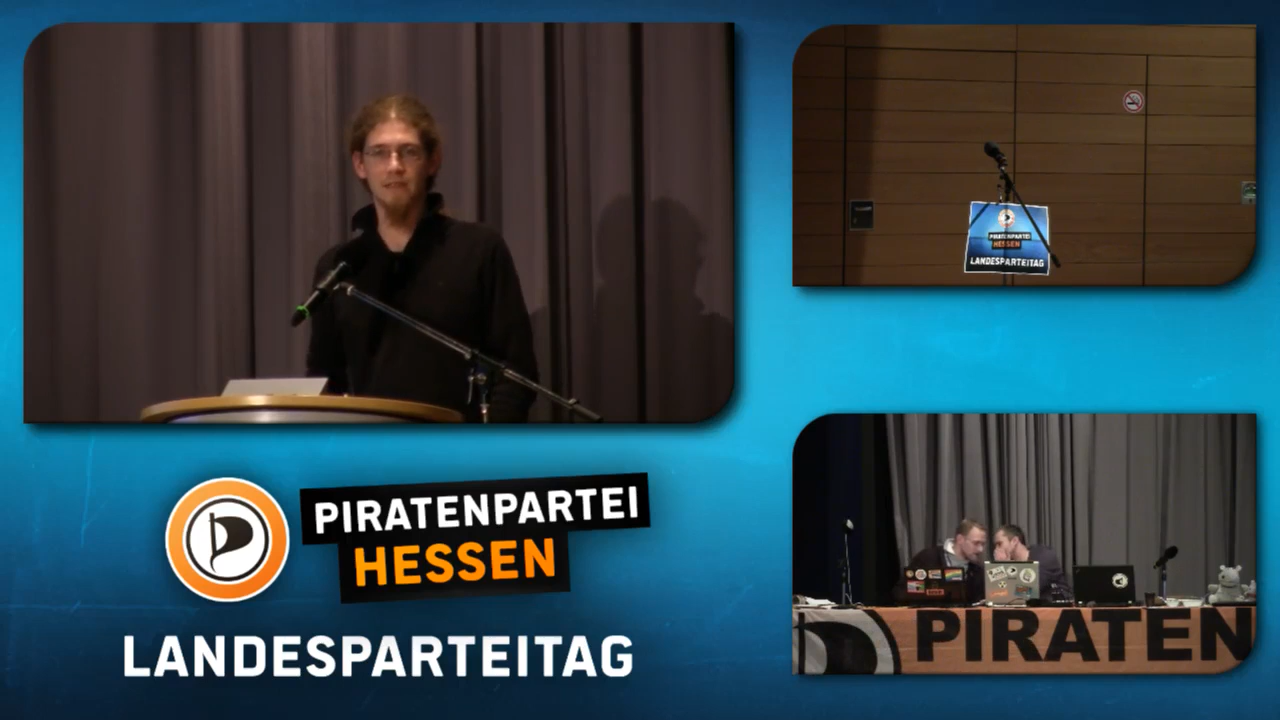 PIRATENPARTEI
HESSEN
LANDESPARTEITAG
PIRATENPARTEI
HESSEN
LANDESPARTEITAG
PIRATEN